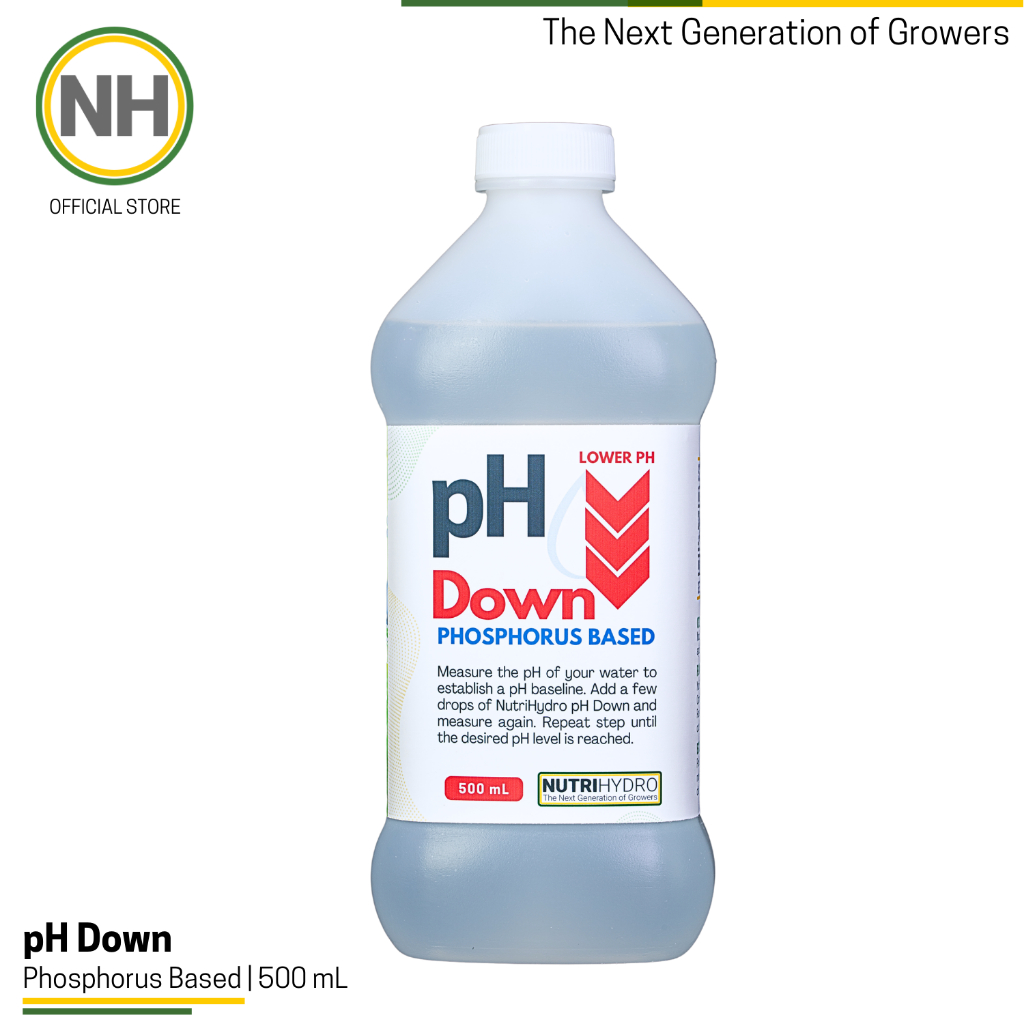 The Next Generation of Growers
NH
OFFICIAL STORE
LOWER PH
pH
Down
PHOSPHORUS BASED
Measure the pH of your water to
establish a pH baseline. Add a few
drops of NutriHydro pH Down and
measure again. Repeat step until
the desired pH level is reached.
500 mL
NUTRIHYDRO
The Next Generation of Growers
pH Down
Phosphorus Based | 500 mL